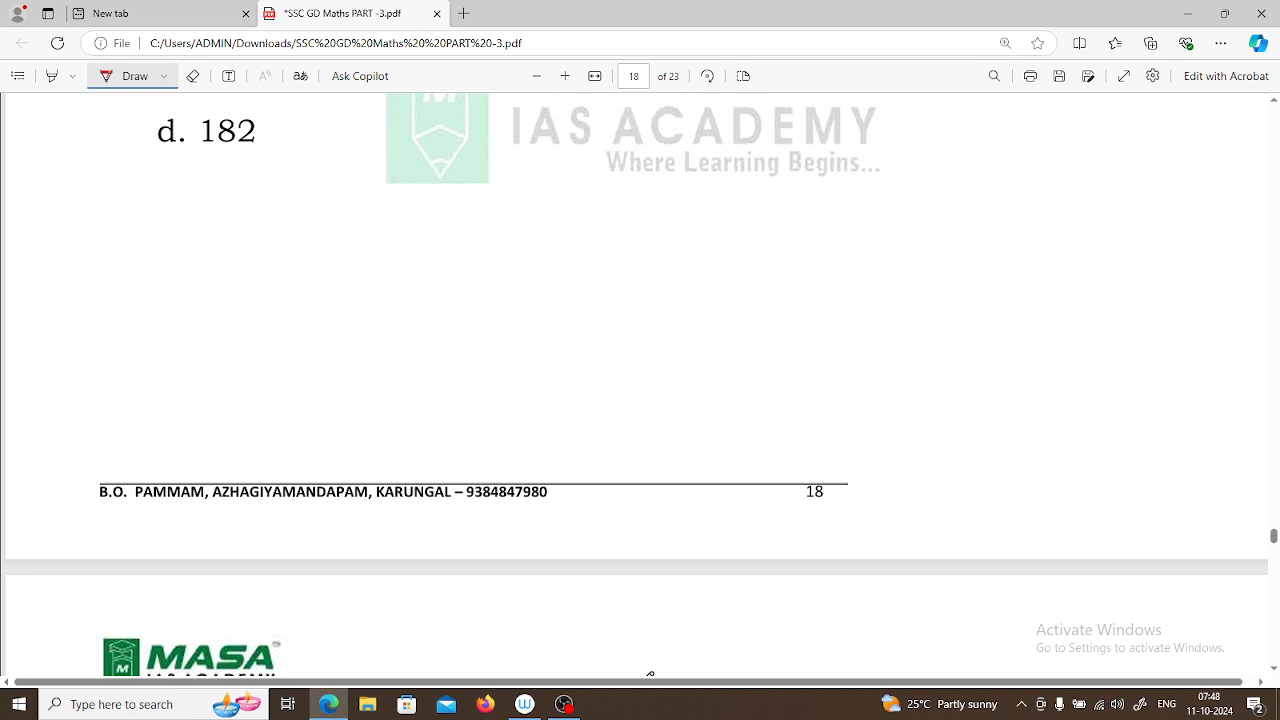 New tab
*SSC GD Maths PART -3.pdf
File
C:/Users/ADMIN/Downloads/SSC%20GD%20Maths%20%20PART%20-3.pdf
Draw
Ask Copilot
18 of 23
Edit with Acrobat
d. 182
M
IAS ACADEMY
Where Learning Begins...
B.O. PAMMAM, AZHAGIYAMANDAPAM, KARUNGAL – 9384847980
18
M MASA
IAS ACADEMY
Activate Windows
Go to Settings to activate Windows.
Type here to search
25°C Partly sunny
ENG
07:48
11-10-2024